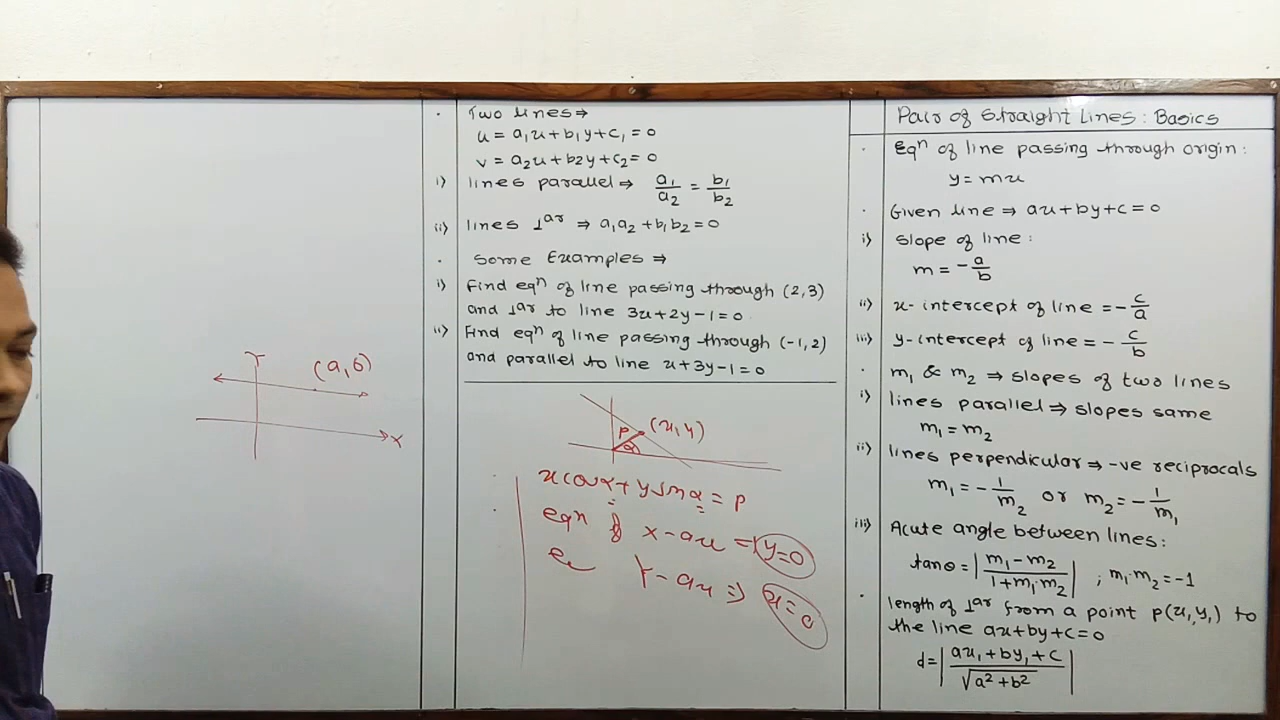 Pair of Straight Lines : Basics
. Eqⁿ of line passing through origin :
y = mx
. Given line ⇒ ax + by + c = 0
i) slope of line :
m = -a/b
ii) x-intercept of line = -c/a
iii) y-intercept of line = -c/b
. m₁ & m₂ ⇒ slopes of two lines
i) lines parallel ⇒ slopes same
m₁ = m₂
ii) lines perpendicular ⇒ -ve reciprocals
m₁ = -1/m₂ or m₂ = -1/m₁
iii) Acute angle between lines :
tanθ = |(m₁ - m₂)/(1 + m₁·m₂)| ; m₁·m₂ = -1
. length of ⊥ar from a point P(x₁, y₁) to
the line ax + by + c = 0
d = |(ax₁ + by₁ + c)/√(a² + b²)|
. Two lines ⇒
u = a₁x + b₁y + c₁ = 0
v = a₂x + b₂y + c₂ = 0
i) lines parallel ⇒ a₁/a₂ = b₁/b₂
ii) lines ⊥ar ⇒ a₁a₂ + b₁b₂ = 0
. Some Examples ⇒
i) Find eqⁿ of line passing through (2,3)
and ⊥ar to line 3x + 2y - 1 = 0
ii) Find eqⁿ of line passing through (-1,2)
and parallel to line x + 3y - 1 = 0
P (x,y)
α
x cosα + y sinα = P
eqn of X-ax ⇒ y=0
Y-ax ⇒ x=0
Y
(a,b)
X